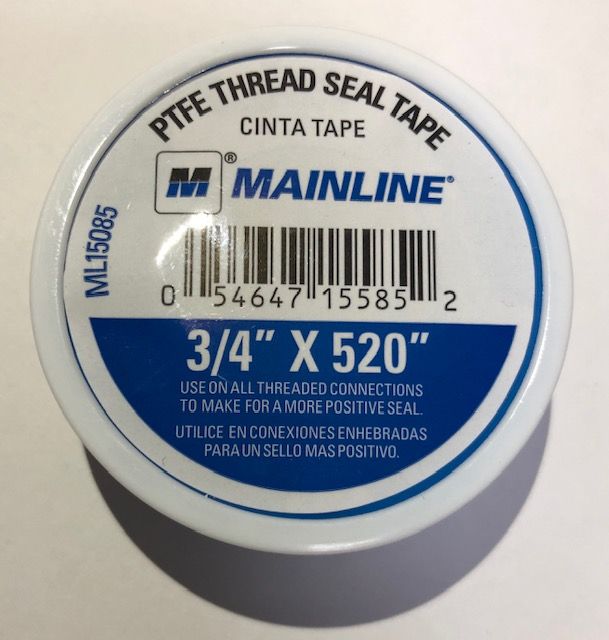 PTFE THREAD SEAL TAPE
CINTA TAPE
M® MAINLINE®
ML15085
0 54647 15585 2
3/4" X 520"
USE ON ALL THREADED CONNECTIONS
TO MAKE FOR A MORE POSITIVE SEAL.
UTILICE EN CONEXIONES ENHEBRADAS
PARA UN SELLO MAS POSITIVO.